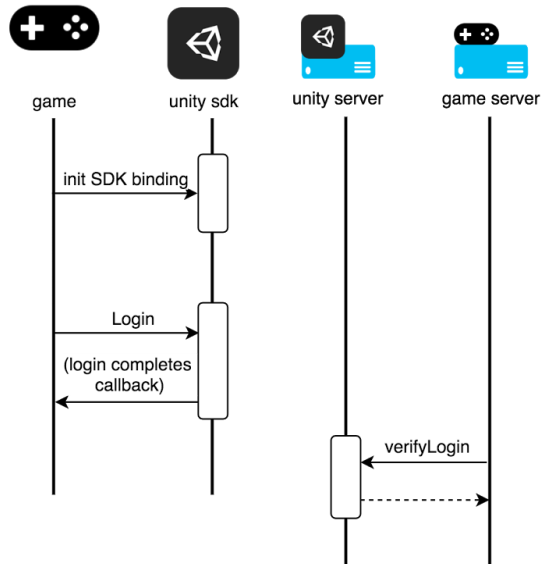 game
unity sdk
unity server
game server
init SDK binding
Login
(login completes
callback)
verifyLogin